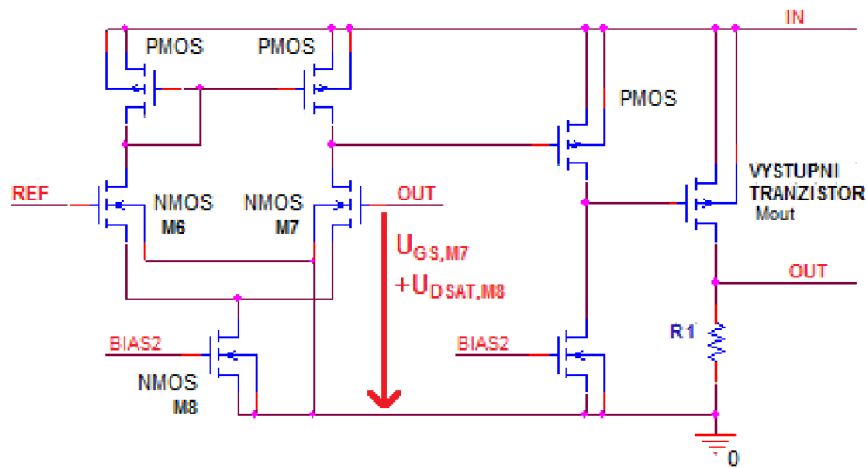 IN
PMOS
PMOS
PMOS
REF
NMOS
M6
NMOS
M7
OUT
VYSTUPNI
TRANZISTOR
Mout
UGS,M7
+UDSAT,M8
OUT
BIAS2
NMOS
M8
BIAS2
R1
0